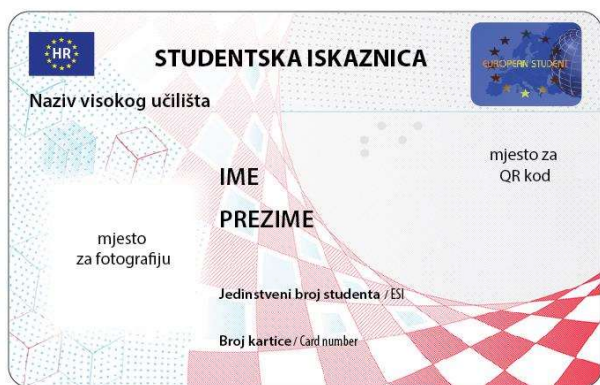 HR
STUDENTSKA ISKAZNICA
EUROPEAN STUDENT
Naziv visokog učilišta
mjesto za
QR kod
IME
PREZIME
mjesto
za fotografiju
Jedinstveni broj studenta / ESI
Broj kartice / Card number